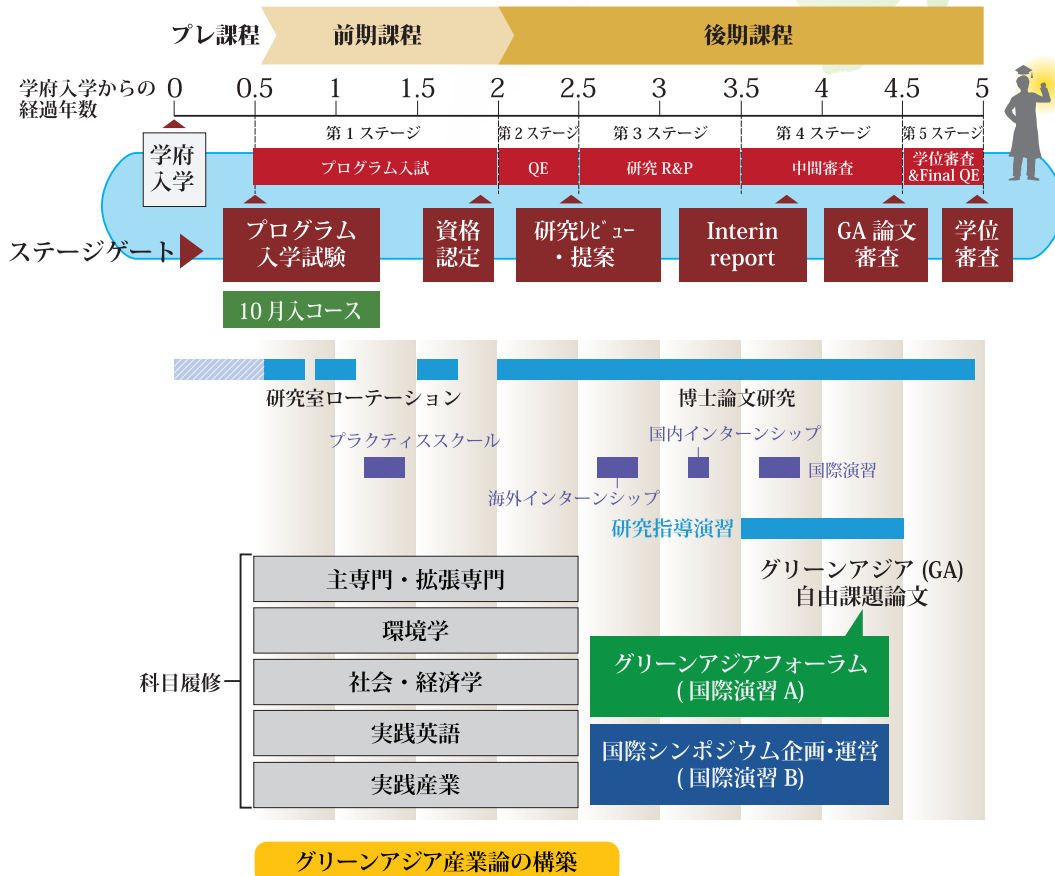 プレ課程 前期課程 後期課程
学府入学からの
経過年数
0 0.5 1 1.5 2 2.5 3 3.5 4 4.5 5
第1ステージ 第2ステージ 第3ステージ 第4ステージ 第5ステージ
学府
入学
プログラム入試 QE 研究 R&P 中間審査
学位審査
&Final QE
ステージゲート
プログラム
入学試験
資格
認定
研究ﾚﾋﾞｭー
・提案
Interin
report
GA 論文
審査
学位
審査
10 月入コース
研究室ローテーション 博士論文研究
プラクティススクール
国内インターンシップ
海外インターンシップ
国際演習
研究指導演習
科目履修
主専門・拡張専門
環境学
社会・経済学
実践英語
実践産業
グリーンアジア (GA)
自由課題論文
グリーンアジアフォーラム
( 国際演習 A)
国際シンポジウム企画･運営
( 国際演習 B)
グリーンアジア産業論の構築